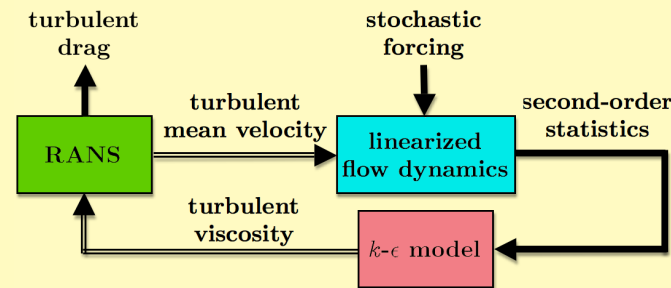 turbulent
drag
stochastic
forcing
turbulent
mean velocity
second-order
statistics
RANS
linearized
flow dynamics
turbulent
viscosity
k-ϵ model